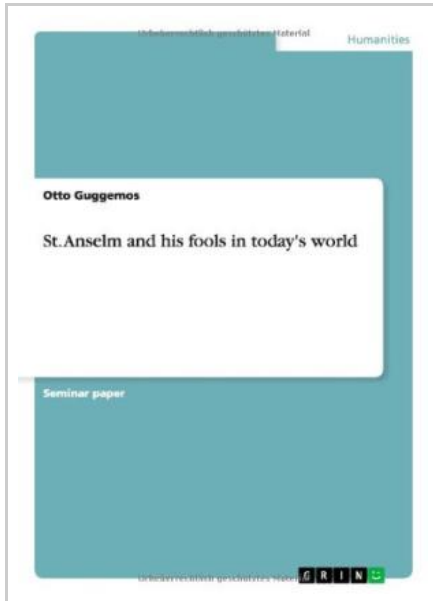 Urheberrechtlich geschütztes Material
Humanities
Otto Guggemos
St. Anselm and his fools in today's world
Seminar paper
Urheberrechtlich geschütztes Mate
GRIN